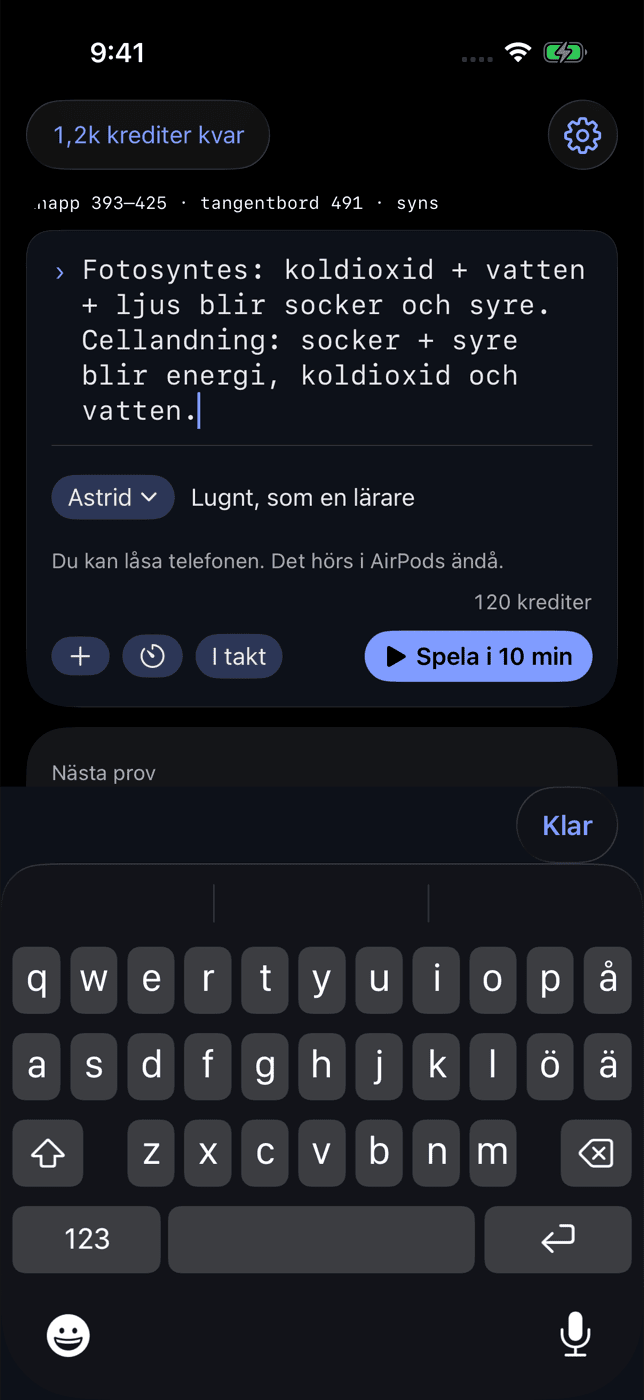 9:41
1,2k krediter kvar
393–425 · tangentbord 491 · syns
› Fotosyntes: koldioxid + vatten
+ ljus blir socker och syre.
Cellandning: socker + syre
blir energi, koldioxid och
vatten.
Astrid Lugnt, som en lärare
Du kan låsa telefonen. Det hörs i AirPods ändå.
120 krediter
+ I takt Spela i 10 min
Nästa prov
Klar
q w e r t y u i o p å
a s d f g h j k l ö ä
z x c v b n m
123